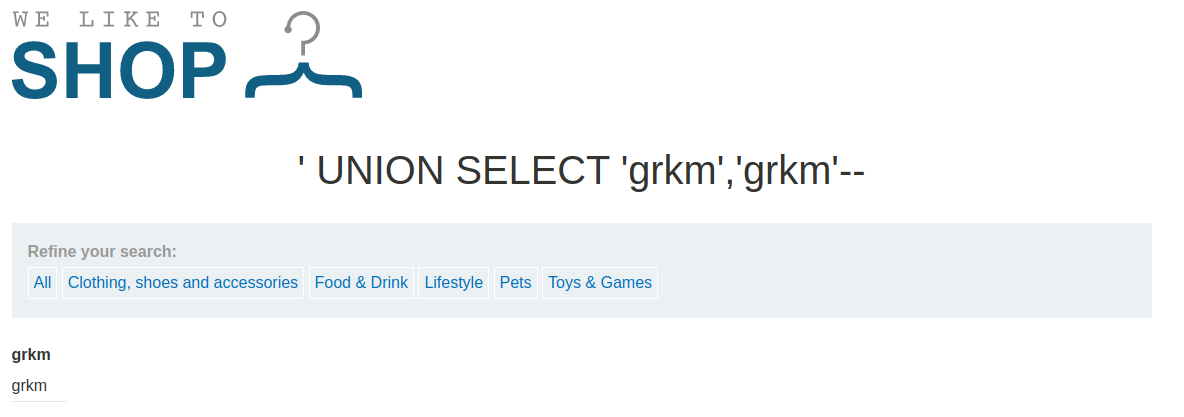 WE LIKE TO
SHOP
' UNION SELECT 'grkm','grkm'--
Refine your search:
All Clothing, shoes and accessories Food & Drink Lifestyle Pets Toys & Games
grkm
grkm